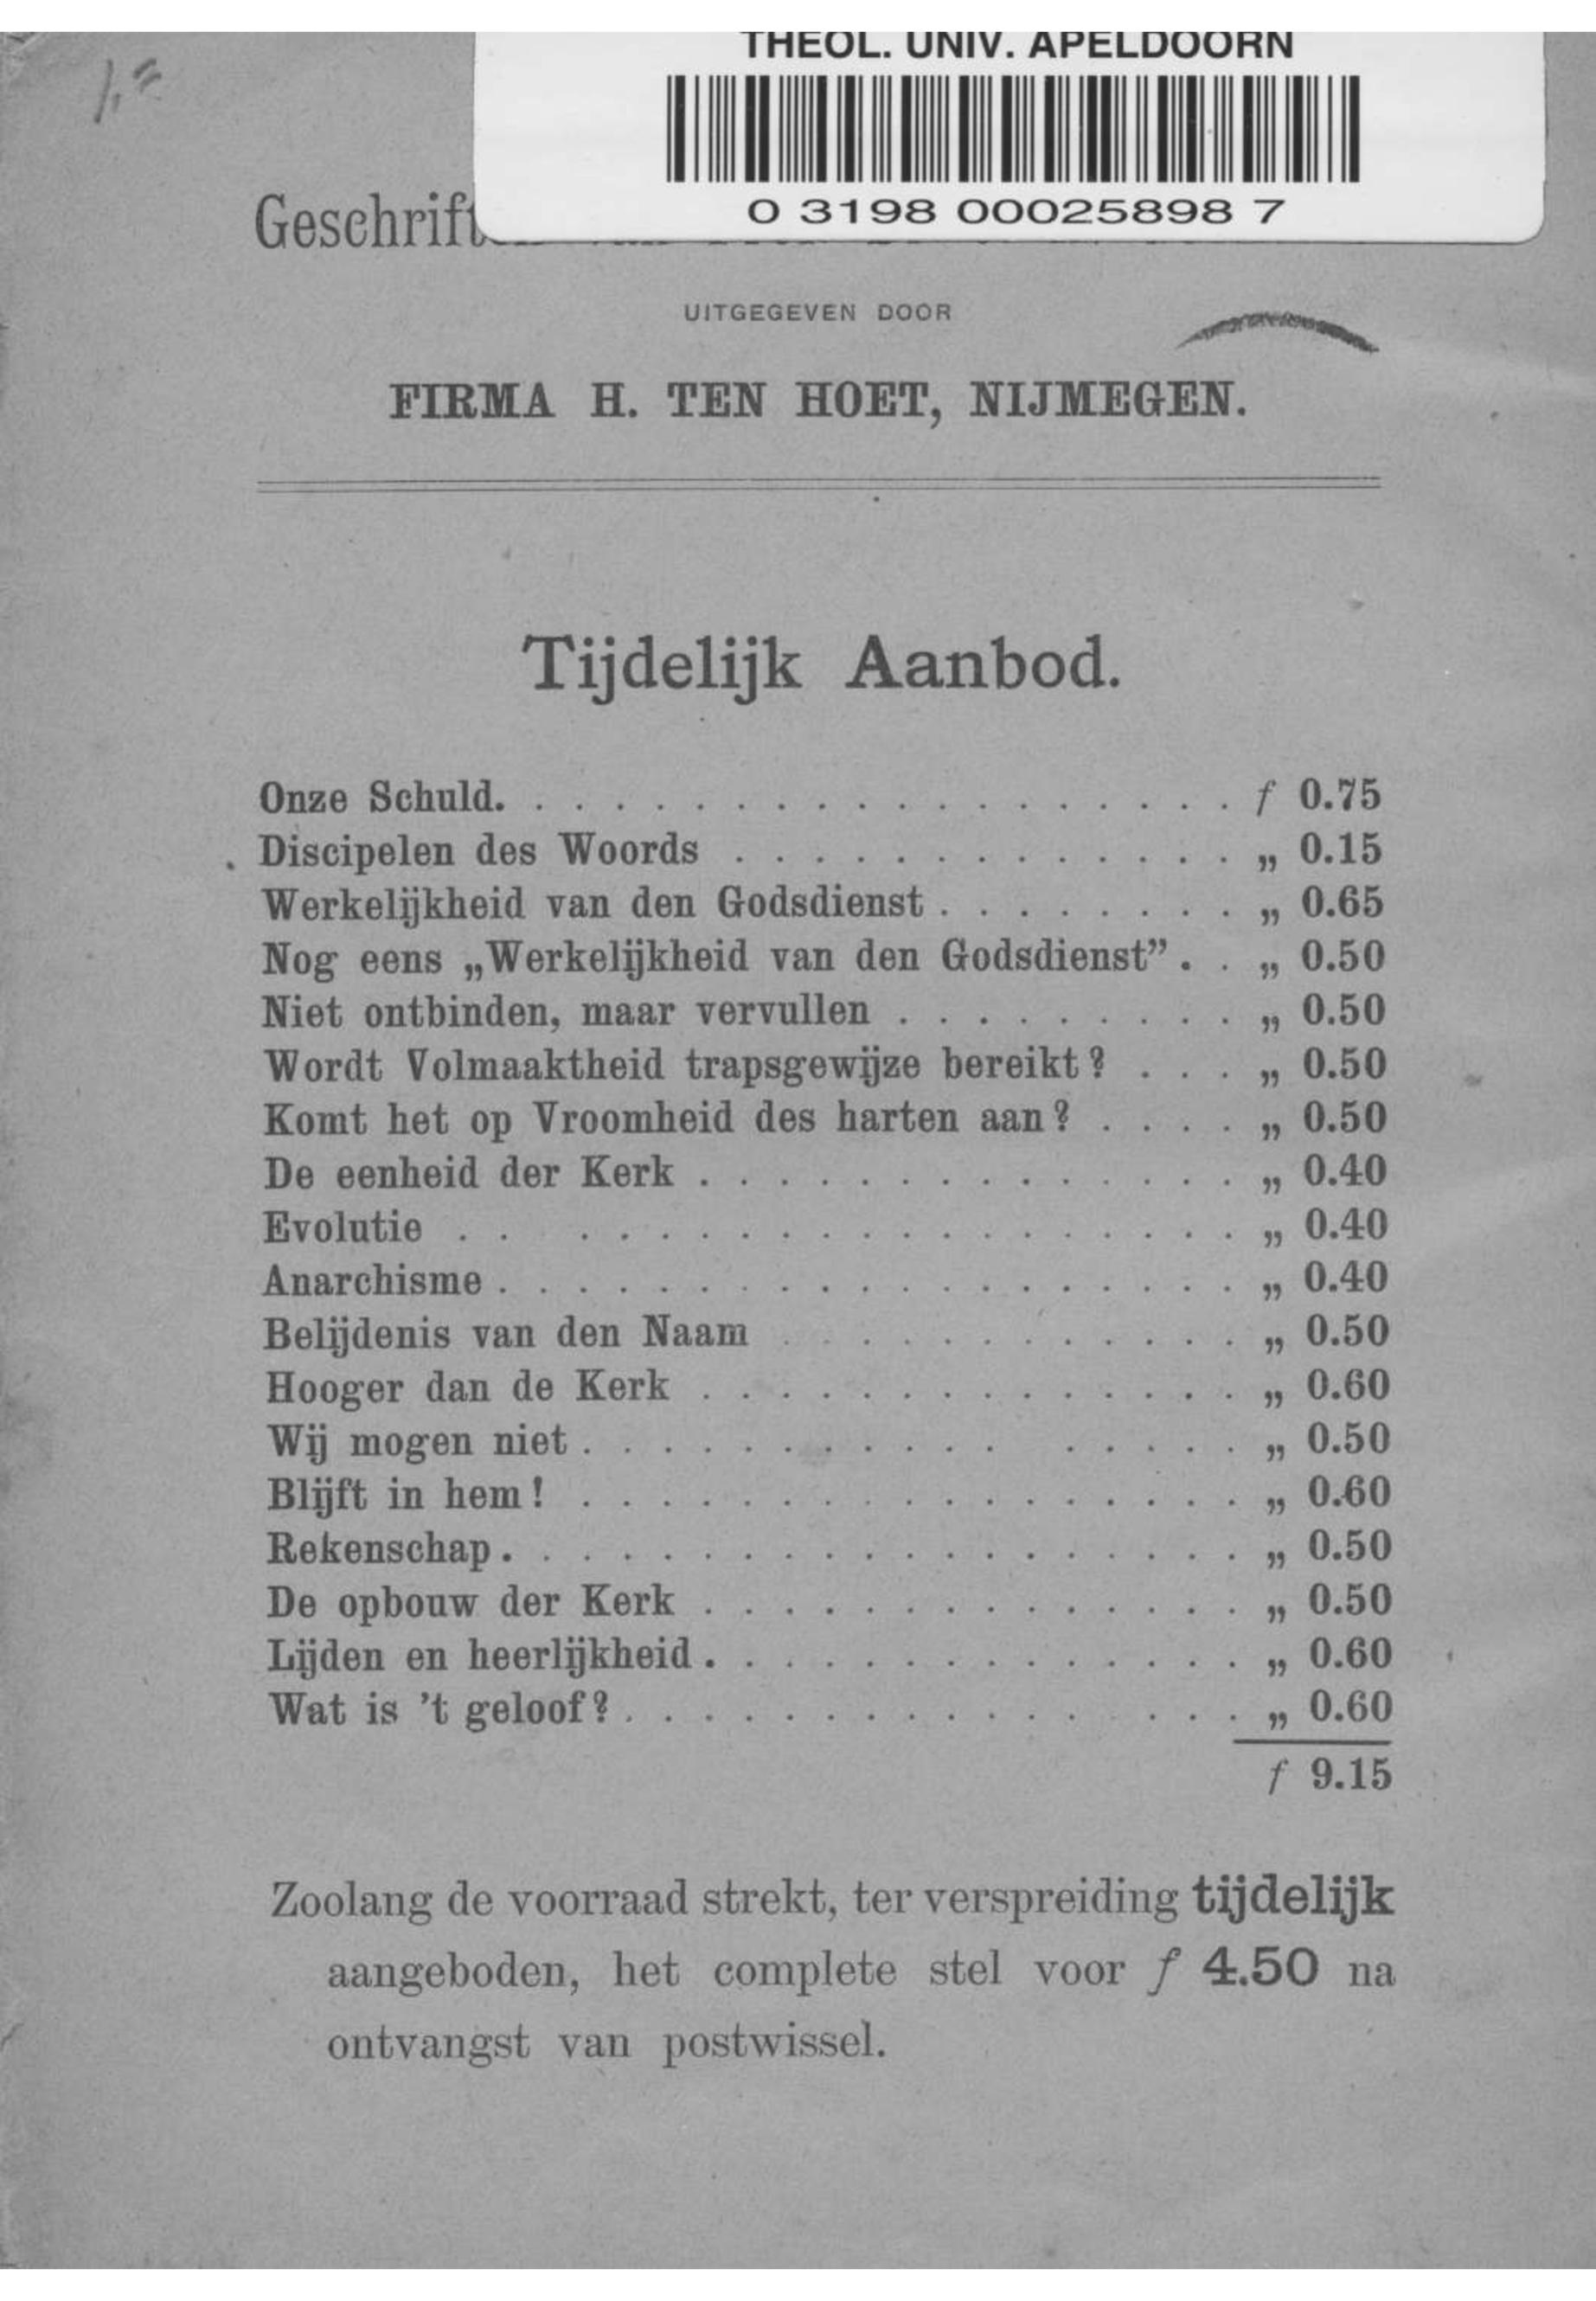 THEOL. UNIV. APELDOORN
0 3198 00025898 7
UITGEGEVEN DOOR
FIRMA H. TEN HOET, NIJMEGEN.
Tijdelijk Aanbod.
Onze Schuld. . . . . . . . . . . . . . . . . . . f 0.75
Discipelen des Woords . . . . . . . . . . . . . „ 0.15
Werkelijkheid van den Godsdienst . . . . . . . . „ 0.65
Nog eens „Werkelijkheid van den Godsdienst” . . „ 0.50
Niet ontbinden, maar vervullen . . . . . . . . . „ 0.50
Wordt Volmaaktheid trapsgewijze bereikt? . . . „ 0.50
Komt het op Vroomheid des harten aan? . . . . „ 0.50
De eenheid der Kerk . . . . . . . . . . . . . . „ 0.40
Evolutie . . . . . . . . . . . . . . . . . . . „ 0.40
Anarchisme . . . . . . . . . . . . . . . . . . . „ 0.40
Belijdenis van den Naam . . . . . . . . . . . . „ 0.50
Hooger dan de Kerk . . . . . . . . . . . . . . „ 0.60
Wij mogen niet . . . . . . . . . . . . . . . . „ 0.50
Blijft in hem! . . . . . . . . . . . . . . . . . „ 0.60
Rekenschap . . . . . . . . . . . . . . . . . . . „ 0.50
De opbouw der Kerk . . . . . . . . . . . . . . „ 0.50
Lijden en heerlijkheid . . . . . . . . . . . . . . „ 0.60
Wat is 't geloof? . . . . . . . . . . . . . . . „ 0.60
f 9.15
Zoolang de voorraad strekt, ter verspreiding tijdelijk
aangeboden, het complete stel voor f 4.50 na
ontvangst van postwissel.